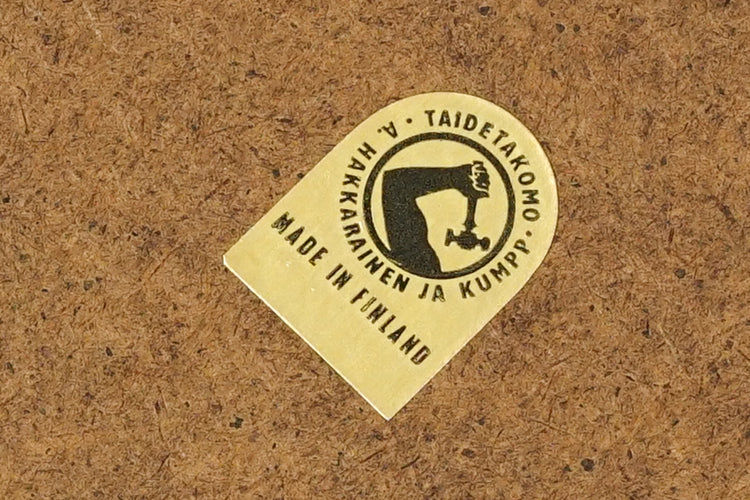 TAIDETAKOMO · A. HAKKARAINEN JA KUMPP.
MADE IN FINLAND